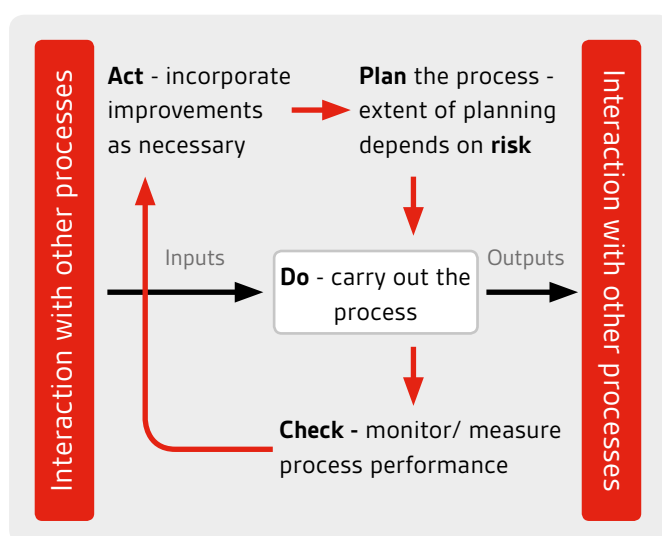 Interaction with other processes
Act - incorporate
improvements
as necessary
Plan the process -
extent of planning
depends on risk
Inputs
Do - carry out the
process
Outputs
Check - monitor/ measure
process performance
Interaction with other processes